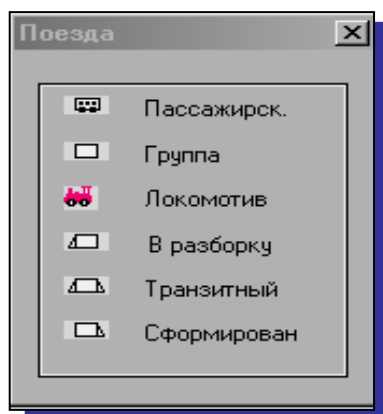 Поезда
Пассажирск.
Группа
Локомотив
В разборку
Транзитный
Сформирован